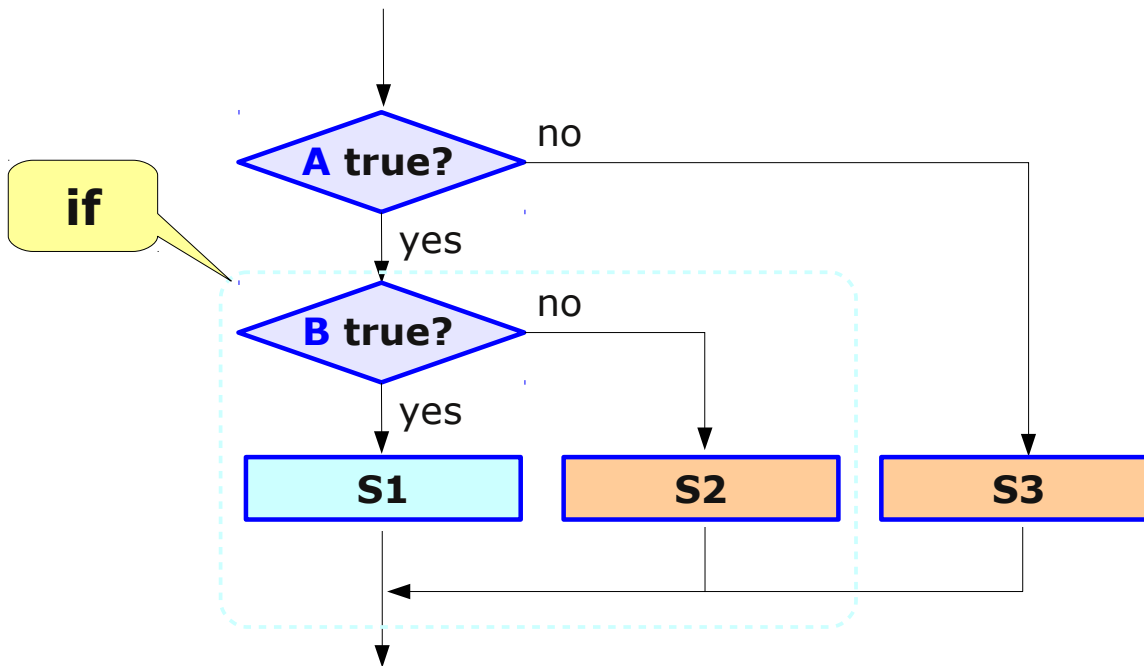 no
A true?
if
yes
no
B true?
yes
S1
S2
S3